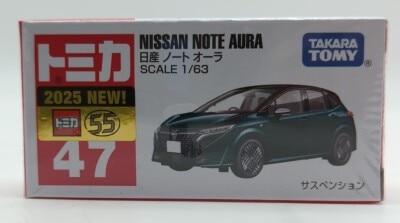 トミカ
2025 NEW!
トミカ 55
47
NISSAN NOTE AURA
日産 ノート オーラ
SCALE 1/63
TAKARA
TOMY
サスペンション